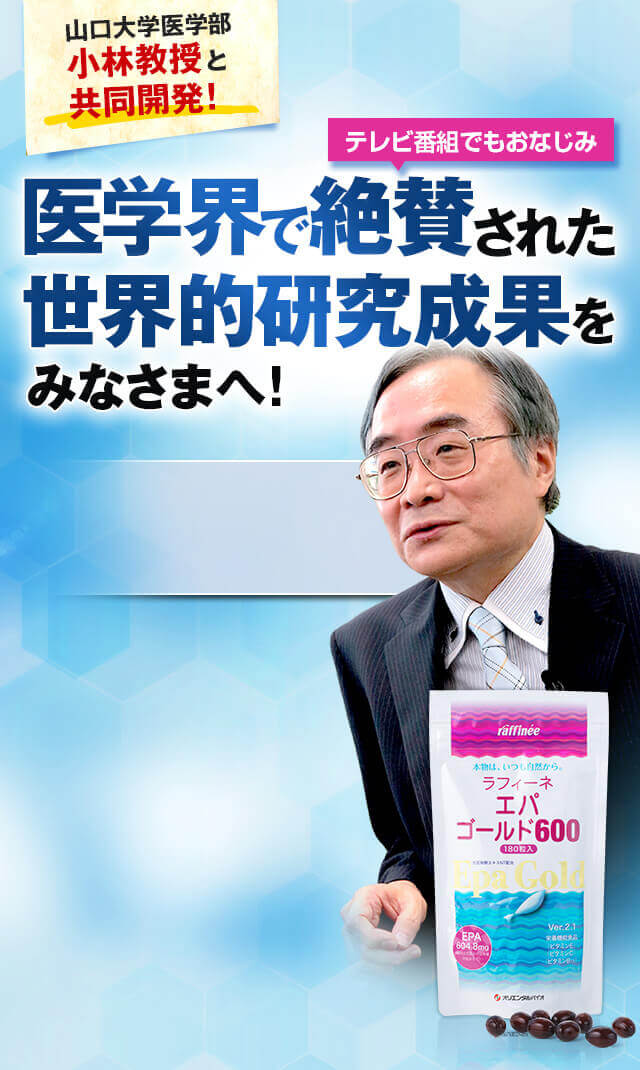 山口大学医学部
小林教授と
共同開発!
テレビ番組でもおなじみ
医学界で絶賛された
世界的研究成果を
みなさまへ!
raffinée
本物は、いつも自然から。
ラフィーネ
エパ
ゴールド600
180粒入
Epa Gold
Ver.2.1
栄養機能食品
ビタミンE
ビタミンC
EPA
604.8mg
オリエンタルバイオ